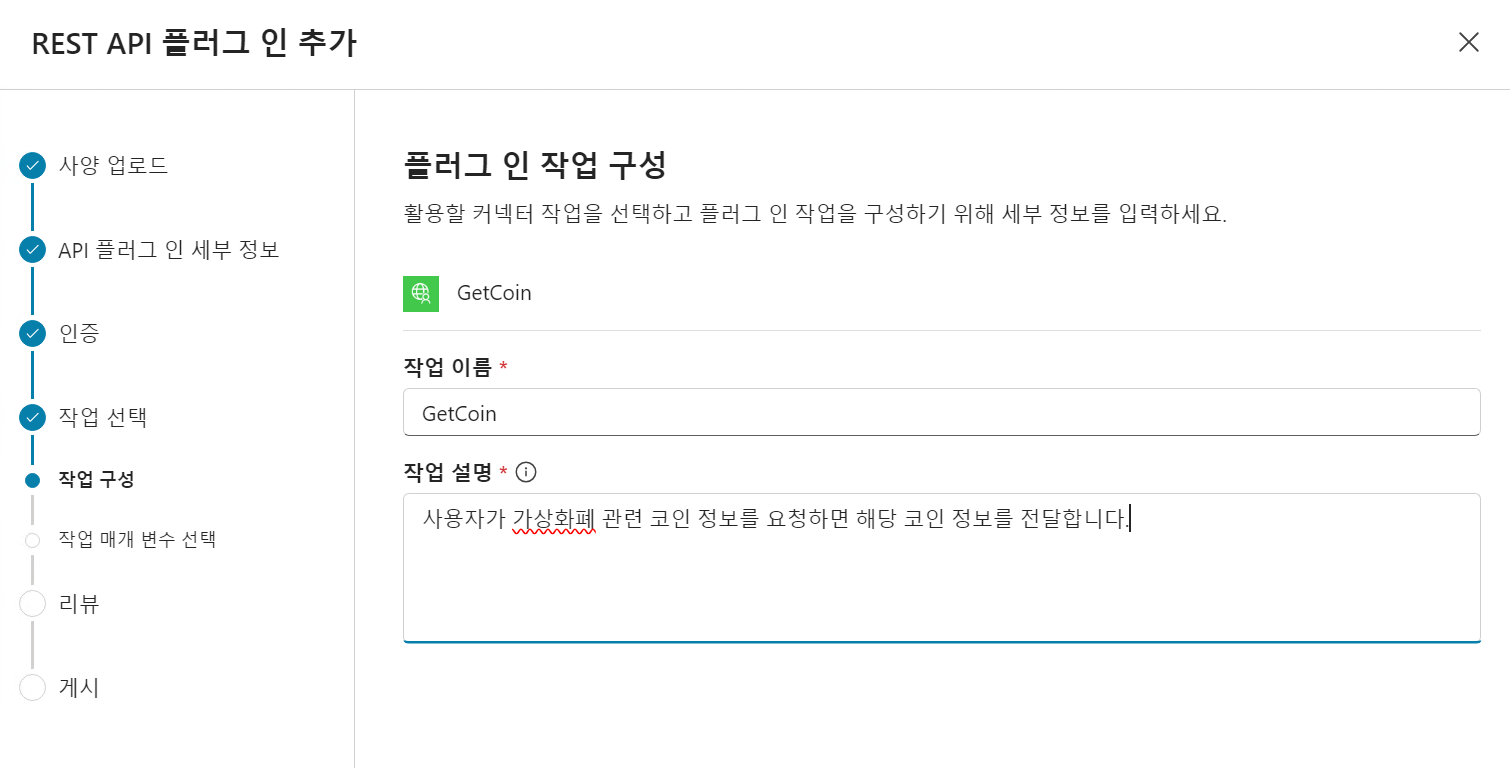 REST API 플러그 인 추가
사양 업로드
API 플러그 인 세부 정보
인증
작업 선택
작업 구성
작업 매개 변수 선택
리뷰
게시
플러그 인 작업 구성
활용할 커넥터 작업을 선택하고 플러그 인 작업을 구성하기 위해 세부 정보를 입력하세요.
GetCoin
작업 이름 *
GetCoin
작업 설명 *
사용자가 가상화폐 관련 코인 정보를 요청하면 해당 코인 정보를 전달합니다.